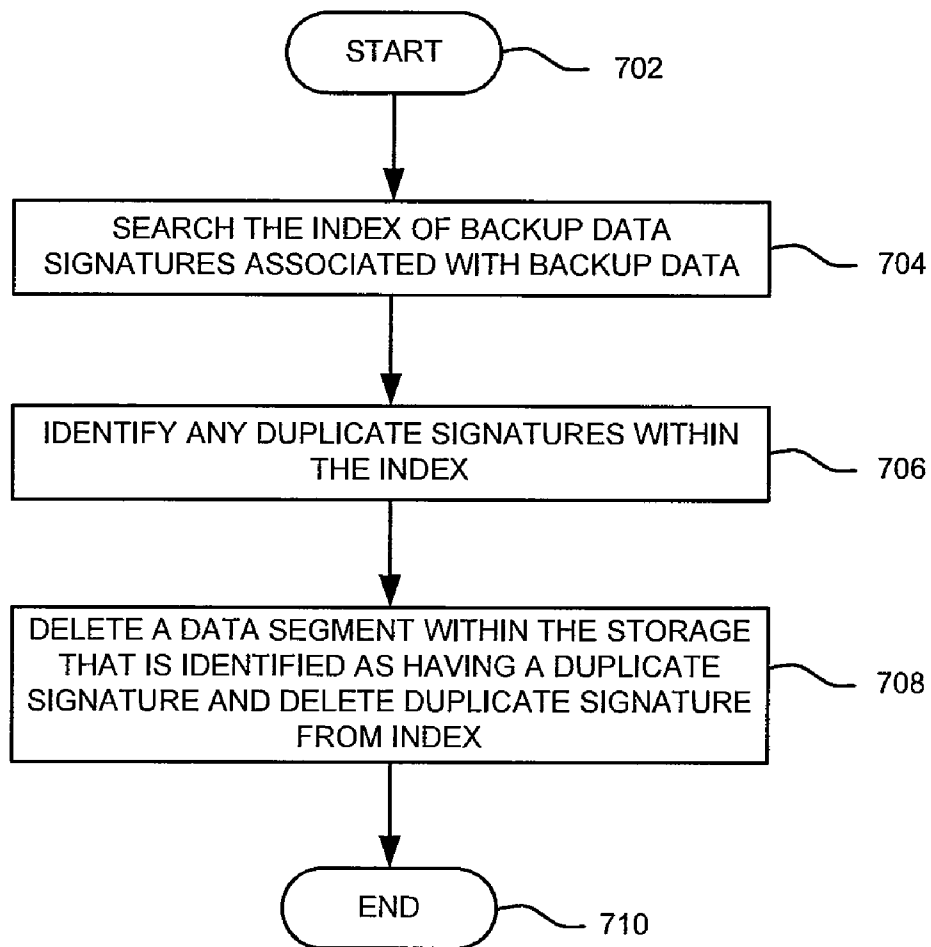 START
702
SEARCH THE INDEX OF BACKUP DATA
SIGNATURES ASSOCIATED WITH BACKUP DATA
704
IDENTIFY ANY DUPLICATE SIGNATURES WITHIN
THE INDEX
706
DELETE A DATA SEGMENT WITHIN THE STORAGE
THAT IS IDENTIFIED AS HAVING A DUPLICATE
SIGNATURE AND DELETE DUPLICATE SIGNATURE
FROM INDEX
708
END
710